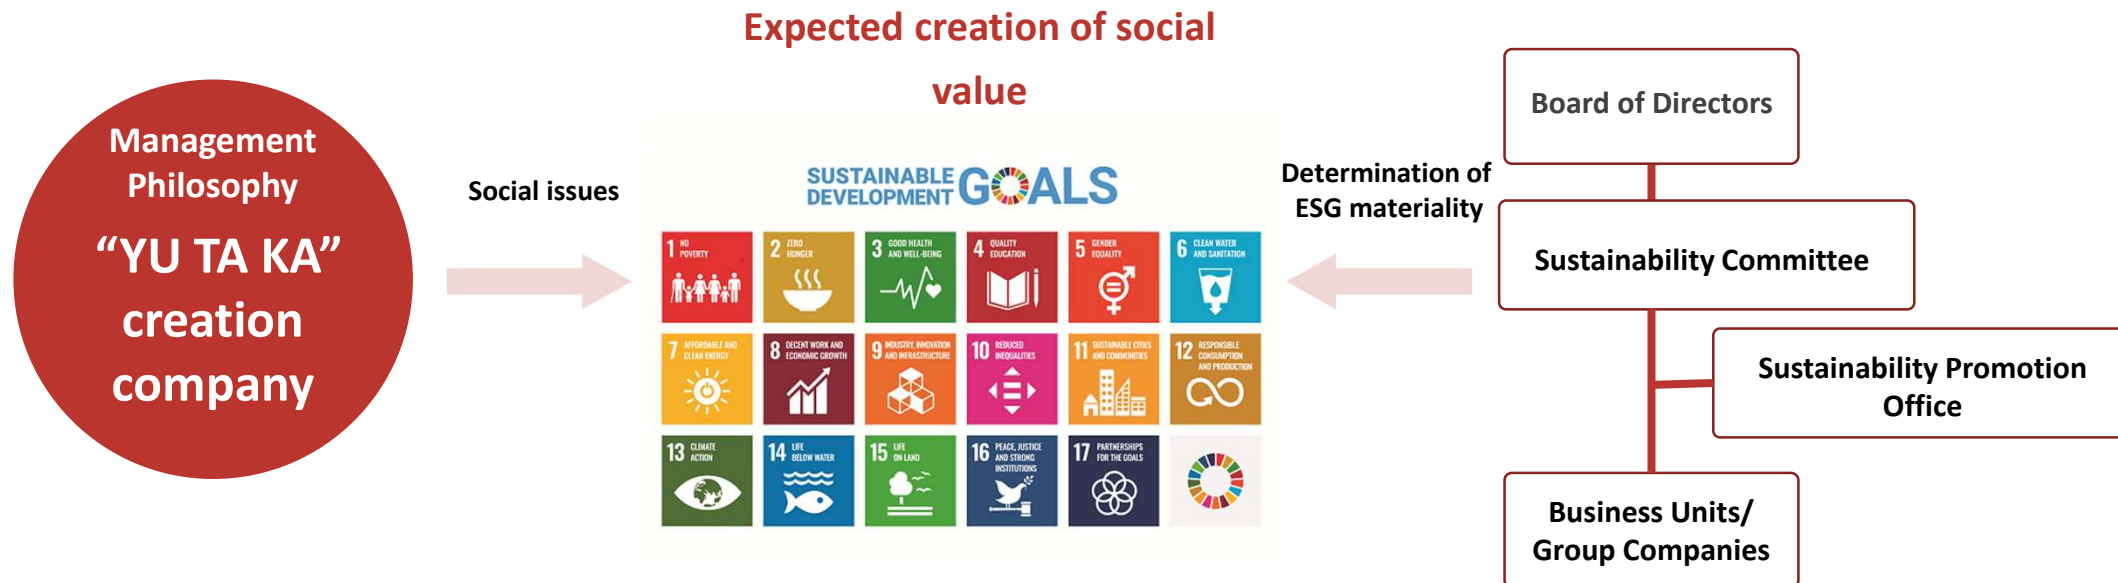 Expected creation of social
value
Management
Philosophy
“YU TA KA”
creation
company
Social issues
SUSTAINABLE
DEVELOPMENT GOALS
1 NO
POVERTY
2 ZERO
HUNGER
3 GOOD HEALTH
AND WELL-BEING
4 QUALITY
EDUCATION
5 GENDER
EQUALITY
6 CLEAN WATER
AND SANITATION
7 AFFORDABLE AND
CLEAN ENERGY
8 DECENT WORK AND
ECONOMIC GROWTH
9 INDUSTRY, INNOVATION
AND INFRASTRUCTURE
10 REDUCED
INEQUALITIES
11 SUSTAINABLE CITIES
AND COMMUNITIES
12 RESPONSIBLE
CONSUMPTION
AND PRODUCTION
13 CLIMATE
ACTION
14 LIFE
BELOW WATER
15 LIFE
ON LAND
16 PEACE, JUSTICE
AND STRONG
INSTITUTIONS
17 PARTNERSHIPS
FOR THE GOALS
Determination of
ESG materiality
Board of Directors
Sustainability Committee
Sustainability Promotion
Office
Business Units/
Group Companies